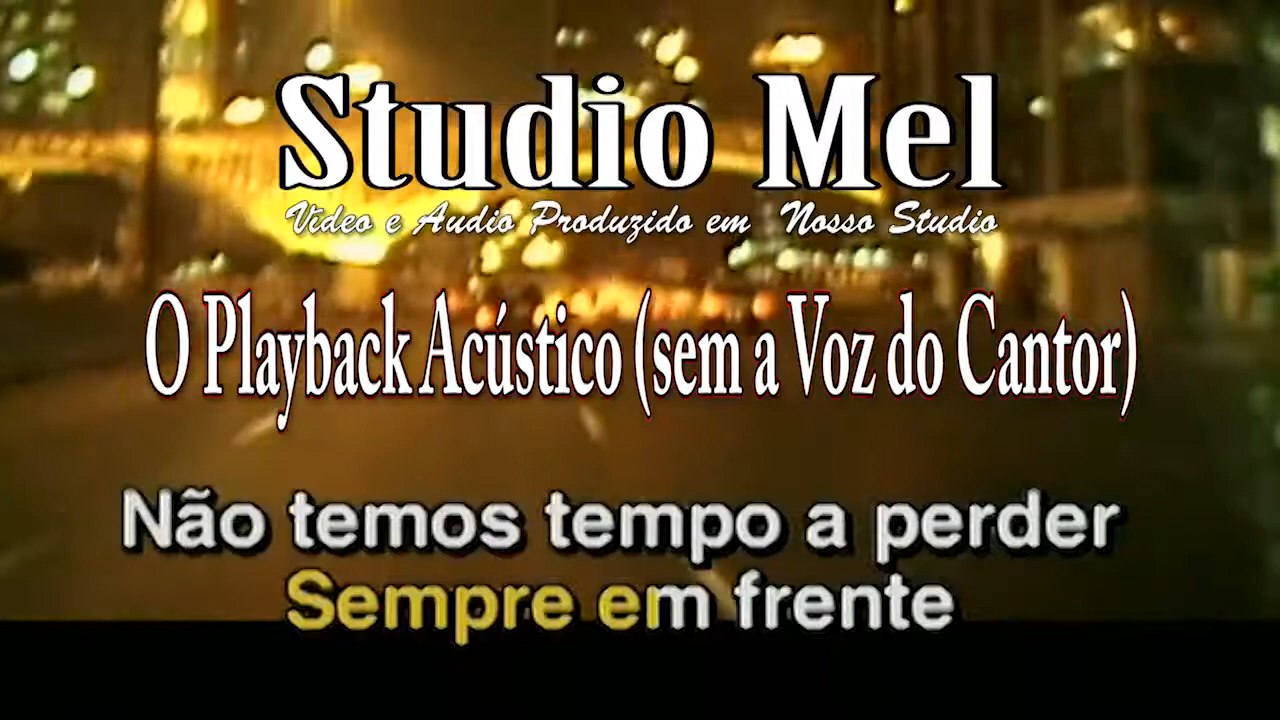 Studio Mel
Video e Audio Produzido em Nosso Studio
O Playback Acústico (sem a Voz do Cantor)
Não temos tempo a perder
Sempre em frente